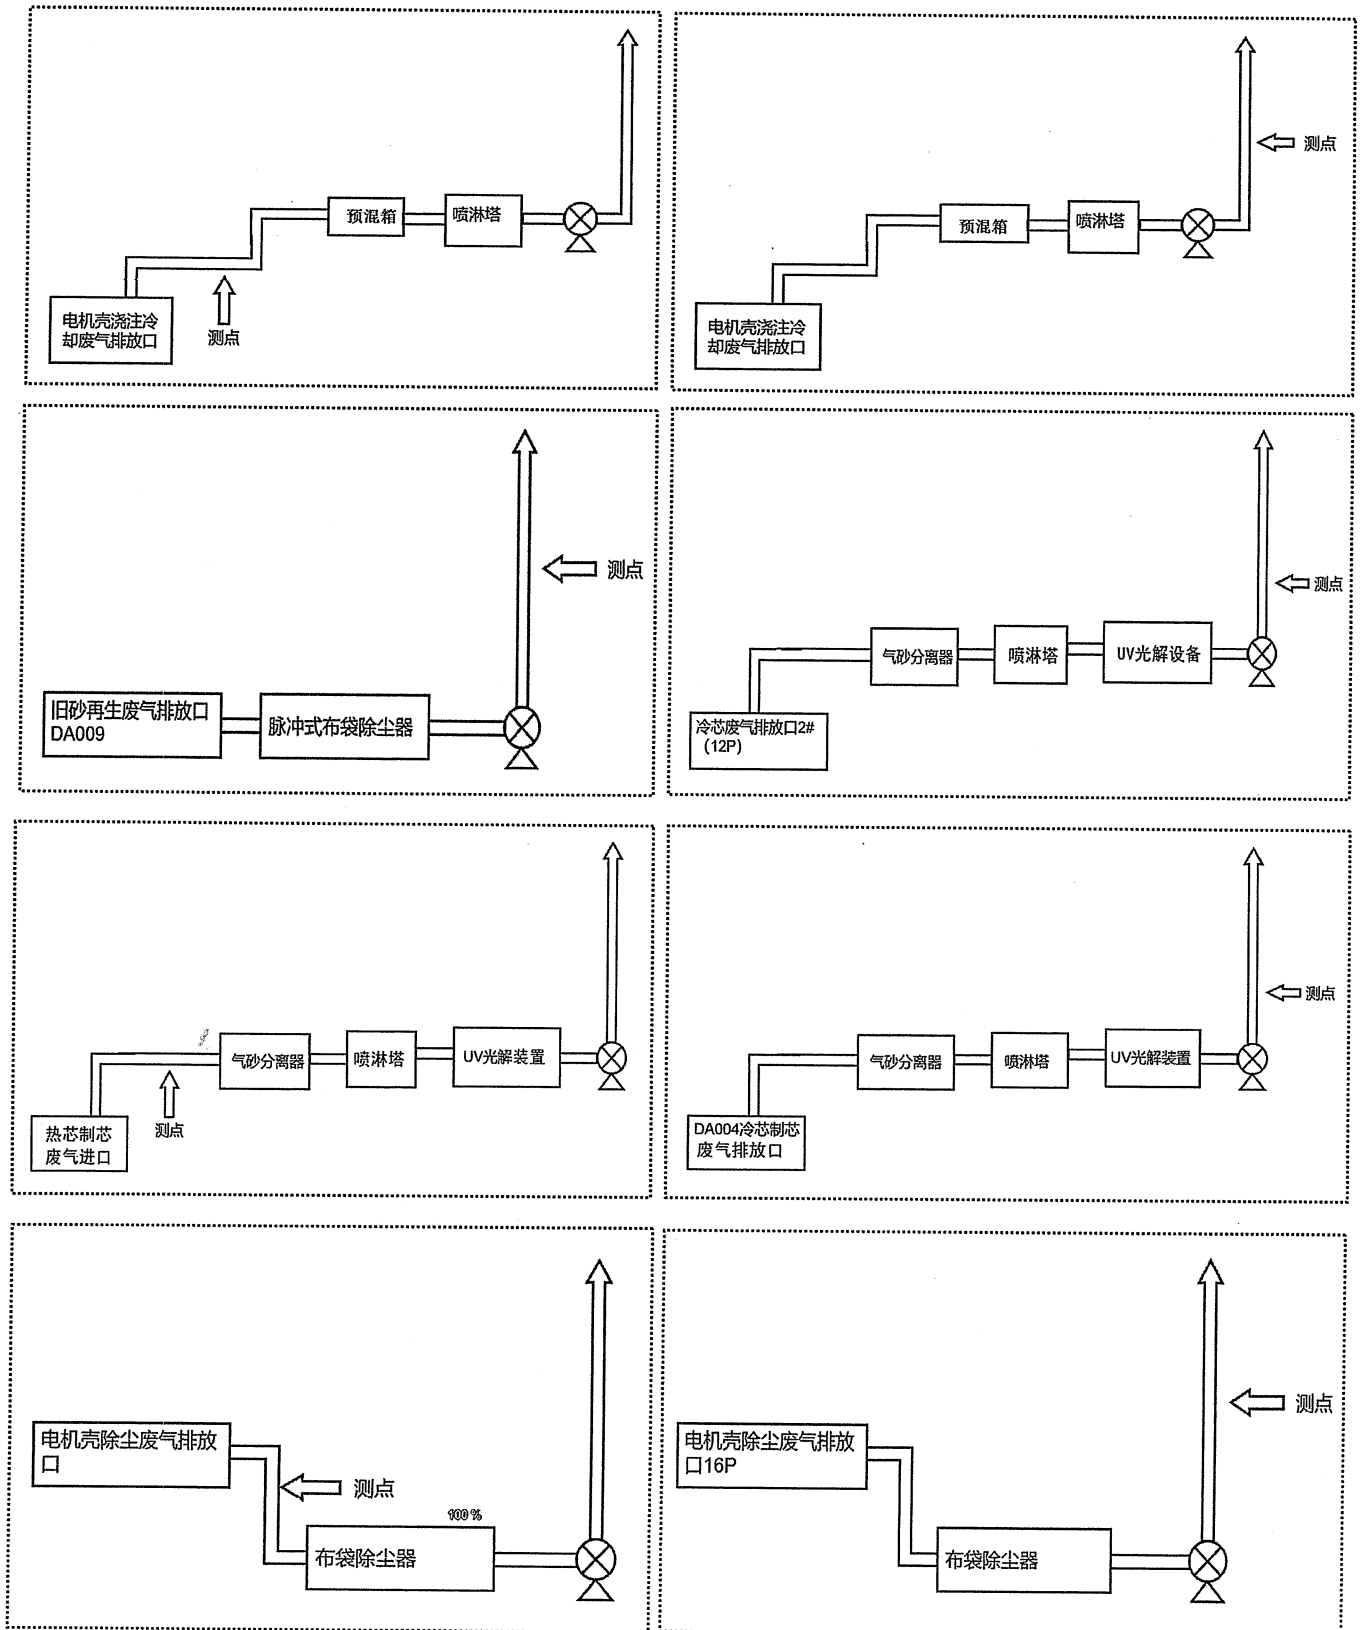 预混箱
喷淋塔
电机壳浇注冷
却废气排放口
测点
测点
预混箱
喷淋塔
电机壳浇注冷
却废气排放口
测点
旧砂再生废气排放口
DA009
脉冲式布袋除尘器
测点
气砂分离器
喷淋塔
UV光解设备
冷芯废气排放口2#
(12P)
气砂分离器
喷淋塔
UV光解装置
热芯制芯
废气进口
测点
测点
气砂分离器
喷淋塔
UV光解装置
DA004冷芯制芯
废气排放口
电机壳除尘废气排放
口
测点
100%
布袋除尘器
测点
电机壳除尘废气排放
口16P
布袋除尘器